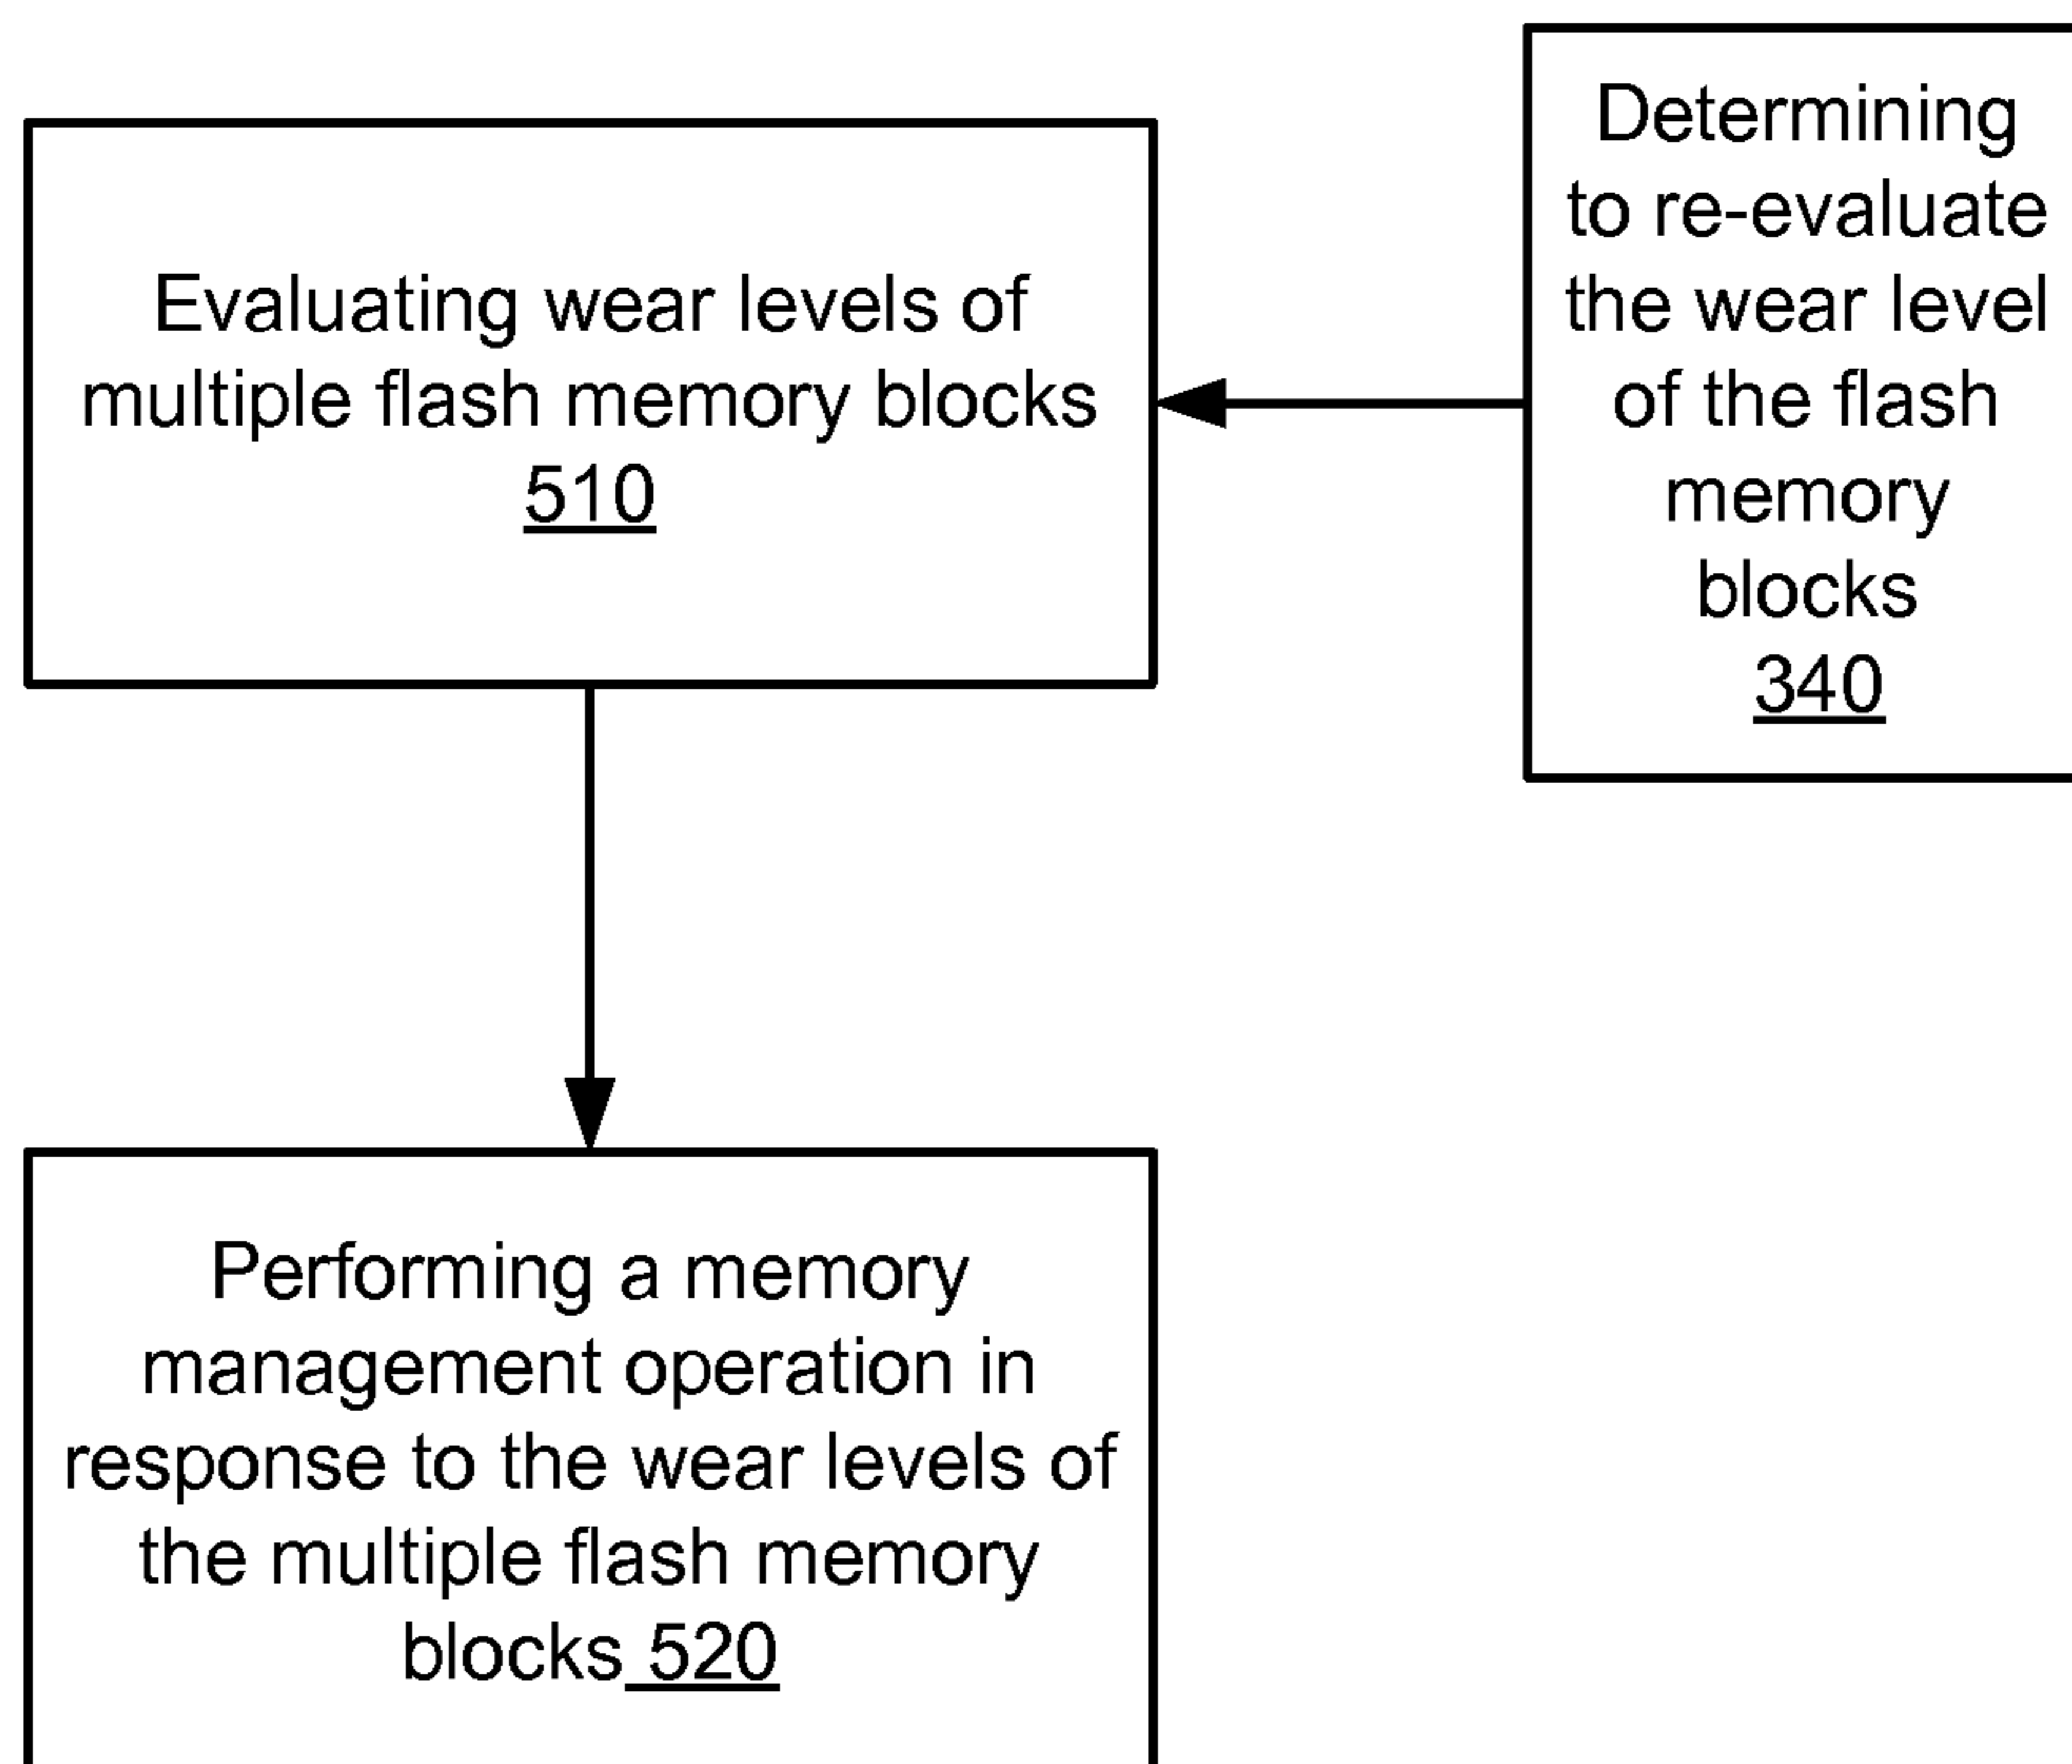 Evaluating wear levels of
multiple flash memory blocks
510
Determining
to re-evaluate
the wear level
of the flash
memory
blocks
340
Performing a memory
management operation in
response to the wear levels of
the multiple flash memory
blocks 520